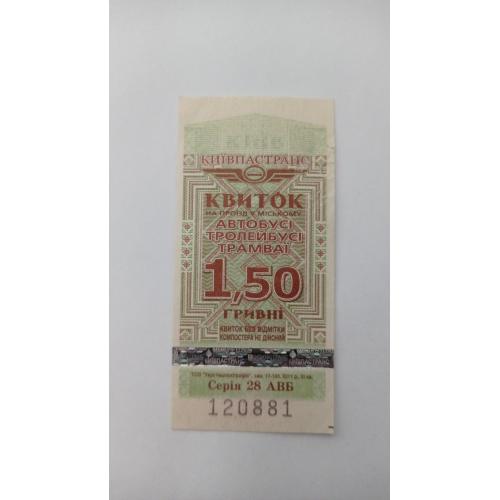 КИЇВПАСТРАНС
КВИТОК
НА ПРОЇЗД У МІСЬКОМУ
АВТОБУСІ
ТРОЛЕЙБУСІ
ТРАМВАЇ
1,50
ГРИВНІ
КВИТОК БЕЗ ВІДМІТКИ
КОМПОСТЕРА НЕ ДІЙСНИЙ
Серія 28 АВБ
120881